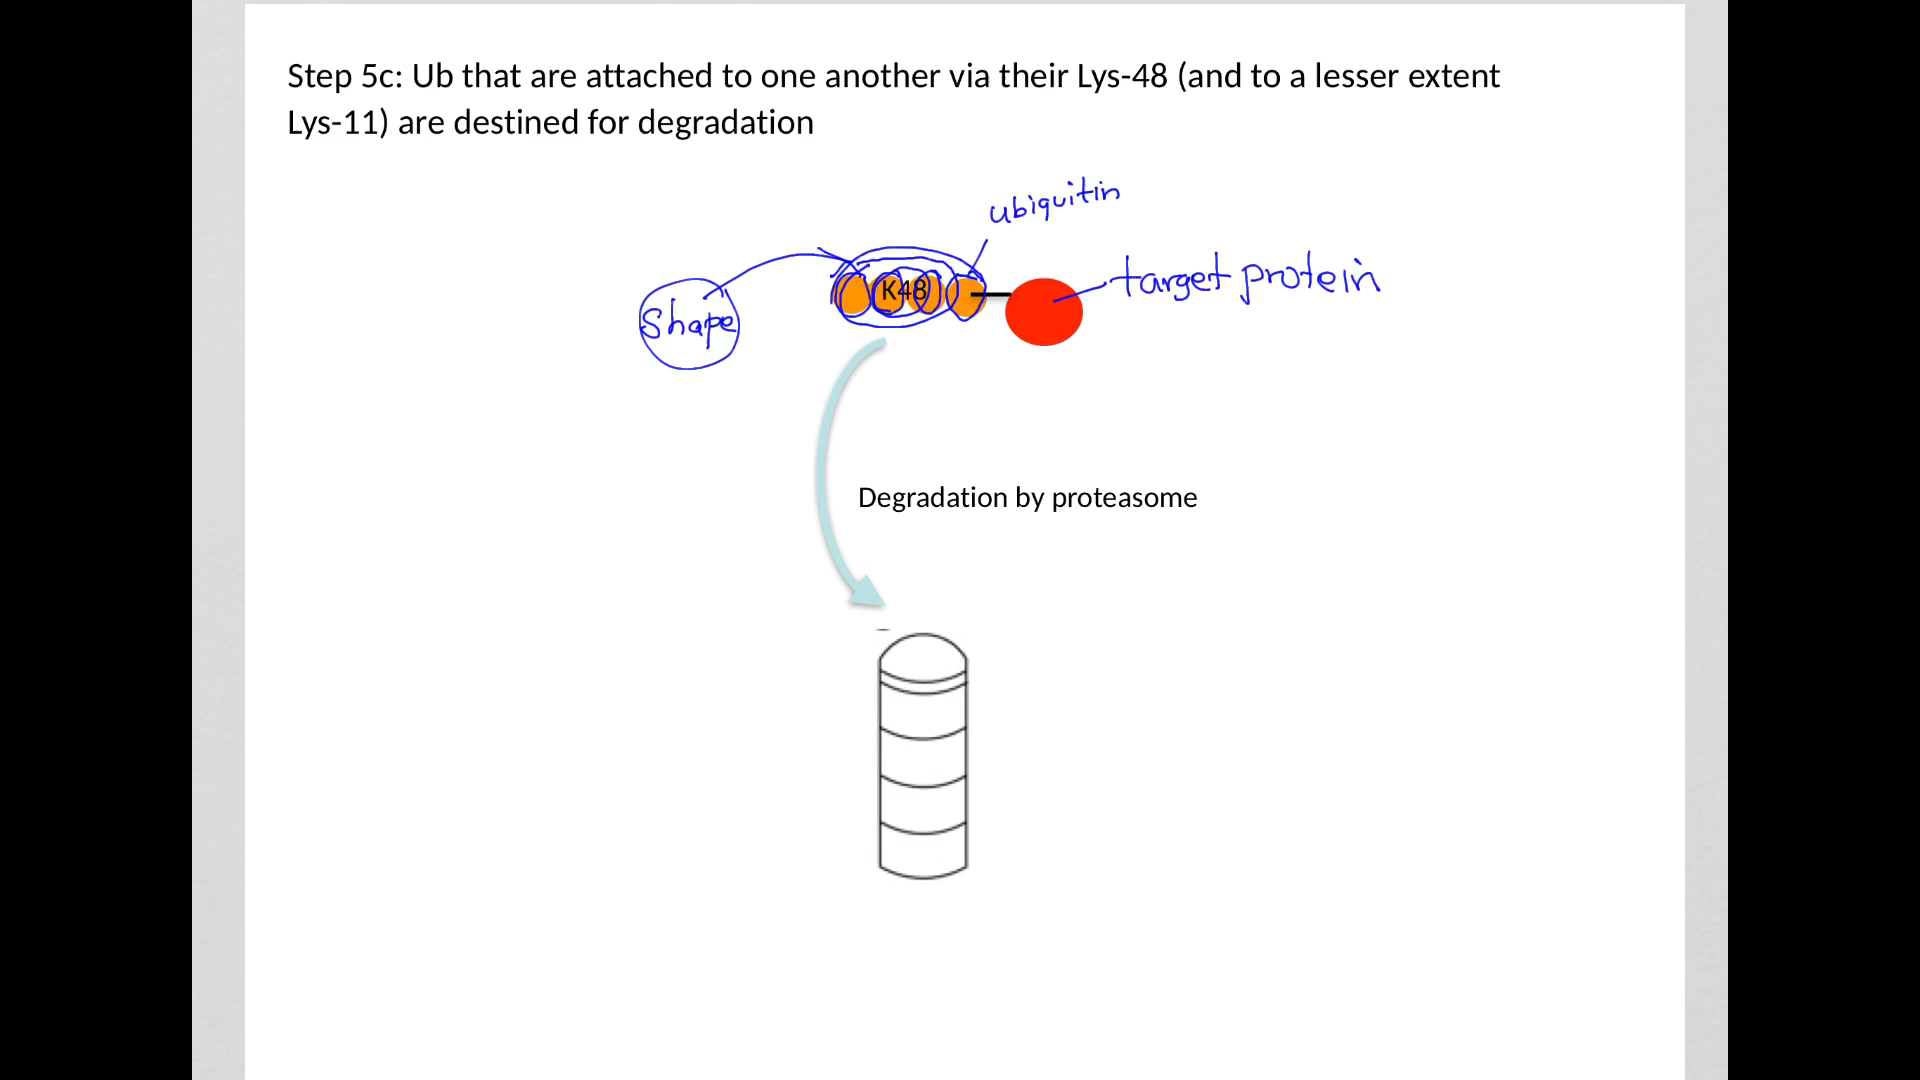 Step 5c: Ub that are attached to one another via their Lys-48 (and to a lesser extent
Lys-11) are destined for degradation
ubiquitin
target protein
K48
Shape
Degradation by proteasome